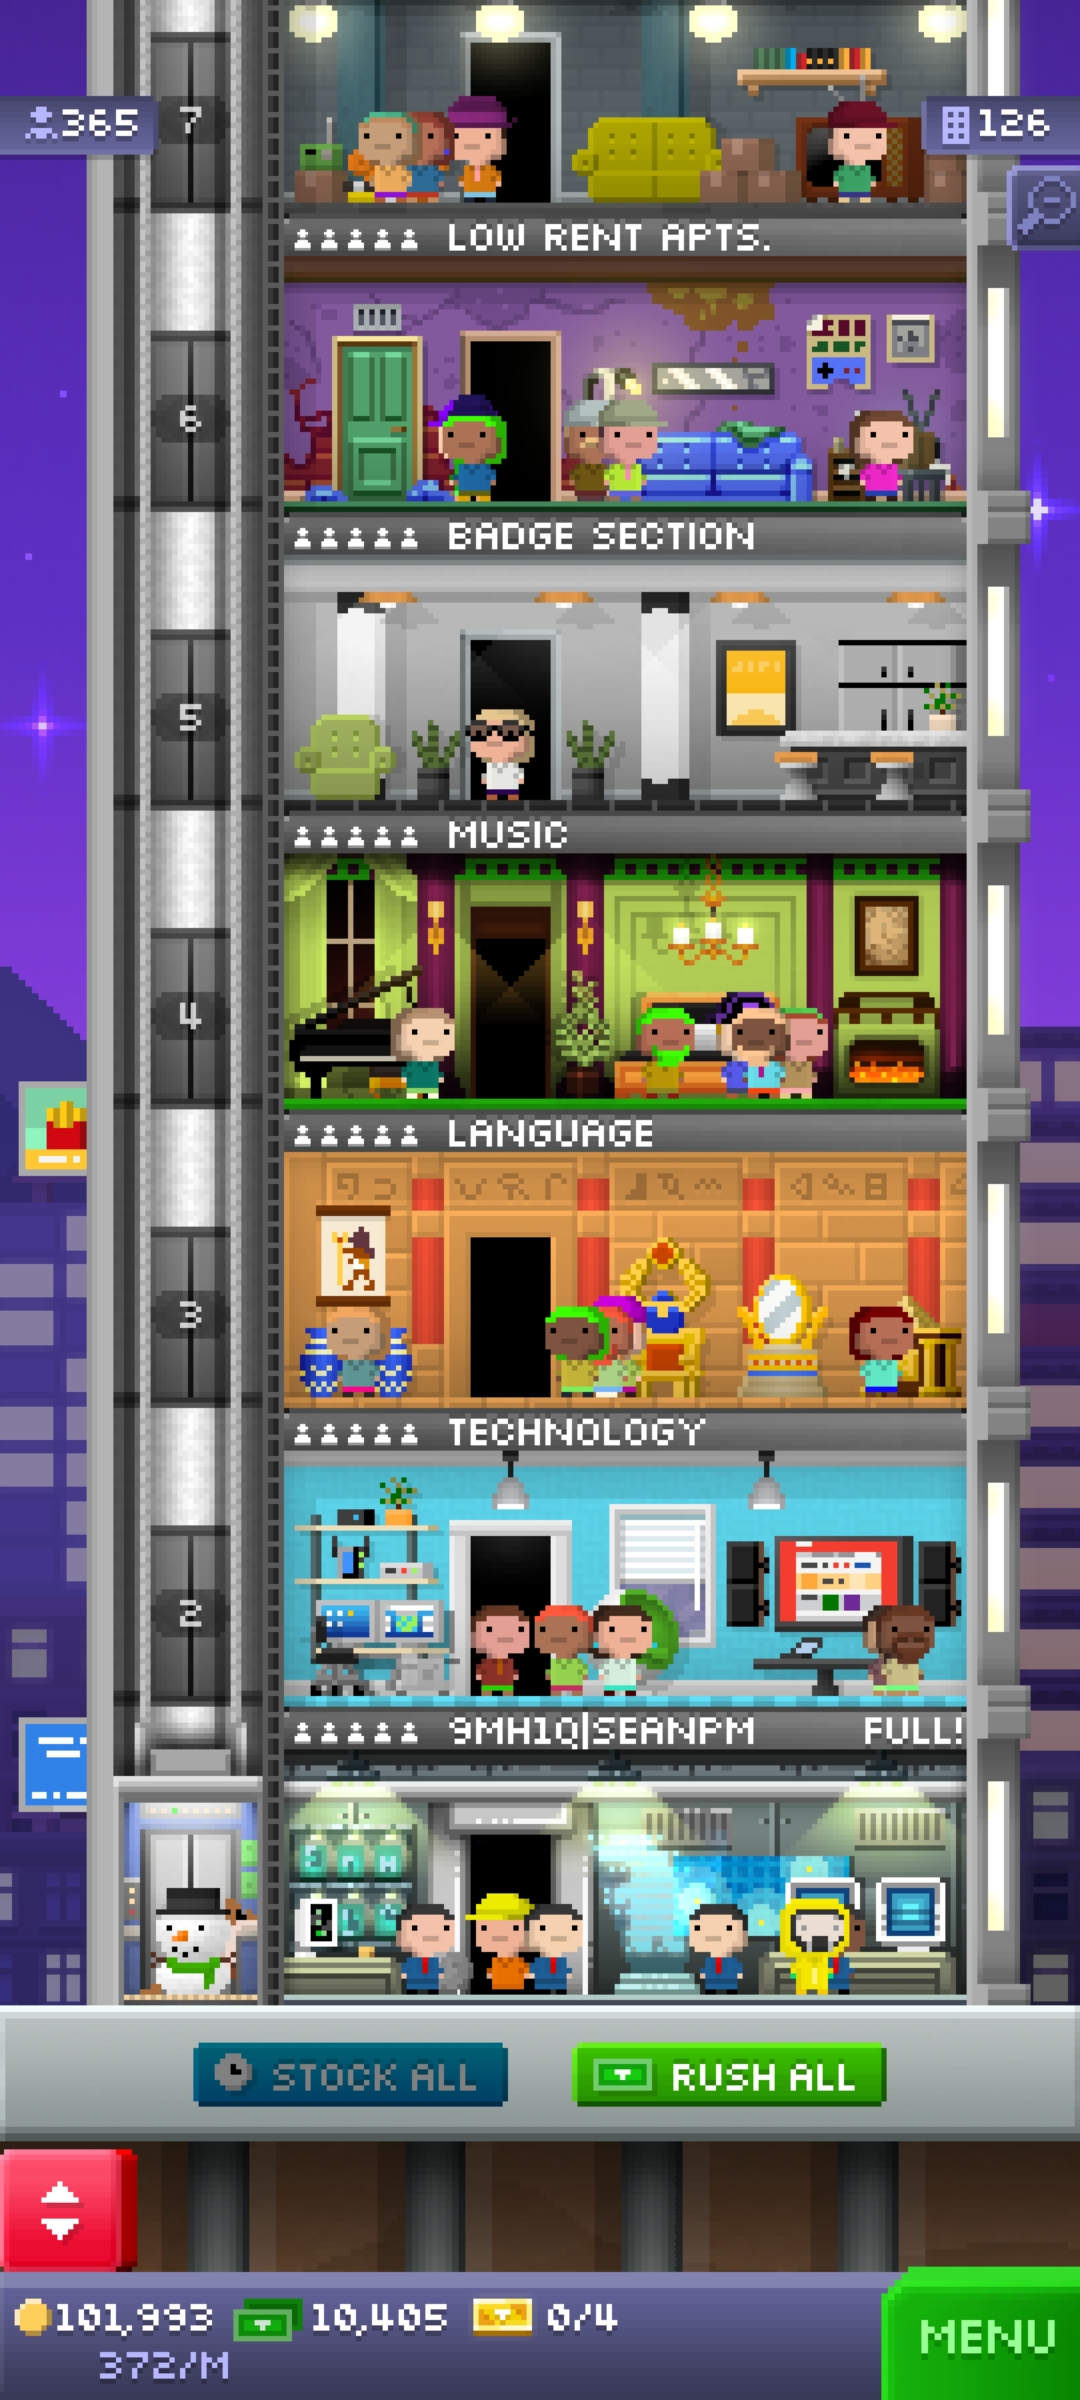 365
7
126
LOW RENT APTS.
6
BADGE SECTION
5
MUSIC
4
LANGUAGE
3
TECHNOLOGY
2
9MH1Q|SEANPM FULL!
STOCK ALL
RUSH ALL
101,993 10,405 0/4
372/M
MENU